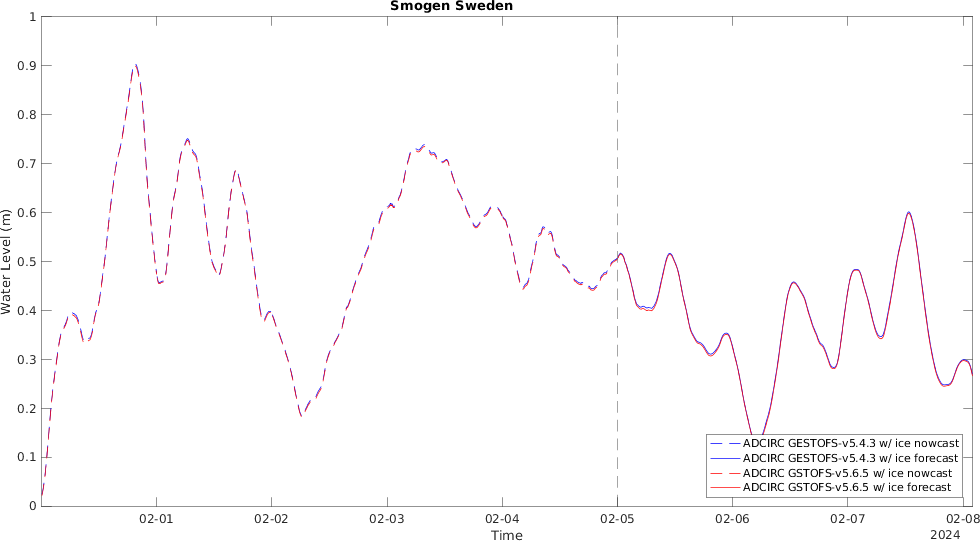 Smogen Sweden
1
0.9
0.8
0.7
0.6
0.5
0.4
0.3
0.2
0.1
0
Water Level (m)
ADCIRC GESTOFS-v5.4.3 w/ ice nowcast
ADCIRC GESTOFS-v5.4.3 w/ ice forecast
ADCIRC GSTOFS-v5.6.5 w/ ice nowcast
ADCIRC GSTOFS-v5.6.5 w/ ice forecast
02-01 02-02 02-03 02-04 02-05 02-06 02-07 02-08
Time
2024